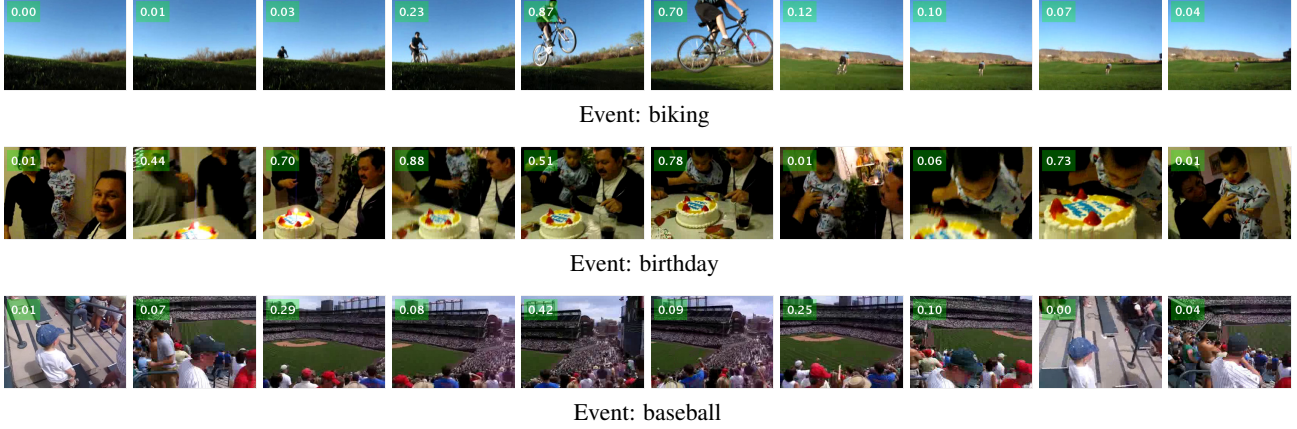 0.00 0.01 0.03 0.23 0.87 0.70 0.12 0.10 0.07 0.04
Event: biking
0.01 0.44 0.70 0.88 0.51 0.78 0.01 0.06 0.73 0.01
Event: birthday
0.01 0.07 0.29 0.08 0.42 0.09 0.25 0.10 0.00 0.04
Event: baseball